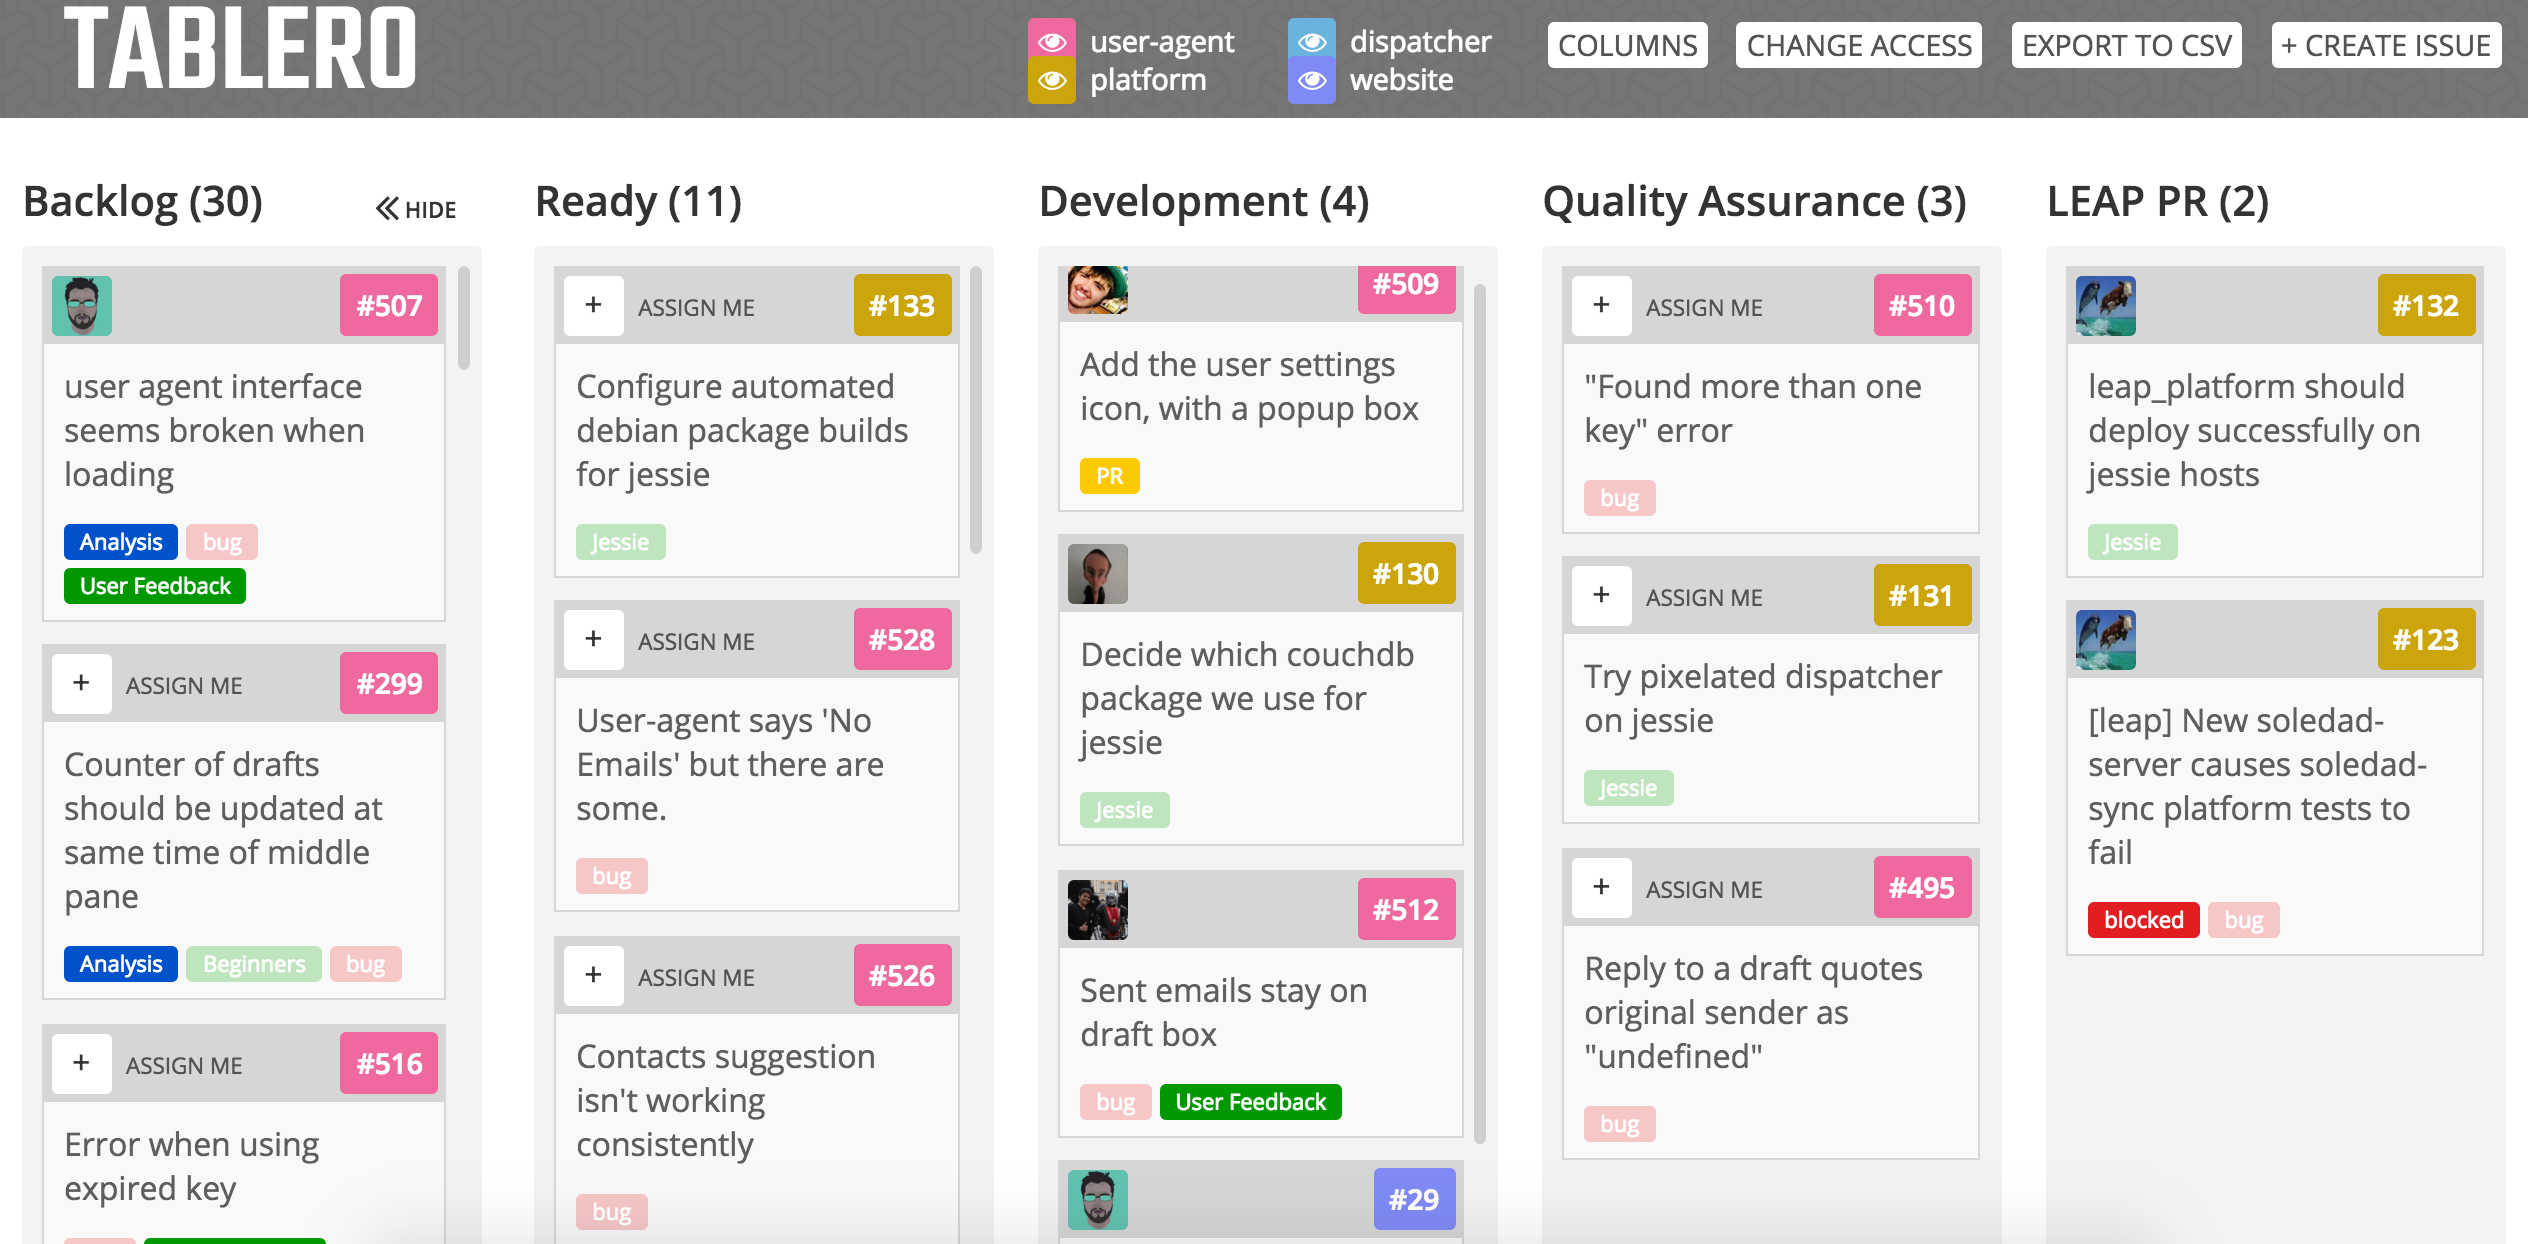 TABLERO
user-agent
platform
dispatcher
website
COLUMNS
CHANGE ACCESS
EXPORT TO CSV
+ CREATE ISSUE
Backlog (30)
HIDE
#507
user agent interface
seems broken when
loading
Analysis bug
User Feedback
+ ASSIGN ME #299
Counter of drafts
should be updated at
same time of middle
pane
Analysis Beginners bug
+ ASSIGN ME #516
Error when using
expired key
Ready (11)
+ ASSIGN ME #133
Configure automated
debian package builds
for jessie
Jessie
+ ASSIGN ME #528
User-agent says 'No
Emails' but there are
some.
bug
+ ASSIGN ME #526
Contacts suggestion
isn't working
consistently
bug
Development (4)
#509
Add the user settings
icon, with a popup box
PR
#130
Decide which couchdb
package we use for
jessie
Jessie
#512
Sent emails stay on
draft box
bug User Feedback
#29
Quality Assurance (3)
+ ASSIGN ME #510
"Found more than one
key" error
bug
+ ASSIGN ME #131
Try pixelated dispatcher
on jessie
Jessie
+ ASSIGN ME #495
Reply to a draft quotes
original sender as
"undefined"
bug
LEAP PR (2)
#132
leap_platform should
deploy successfully on
jessie hosts
Jessie
#123
[leap] New soledad-
server causes soledad-
sync platform tests to
fail
blocked bug